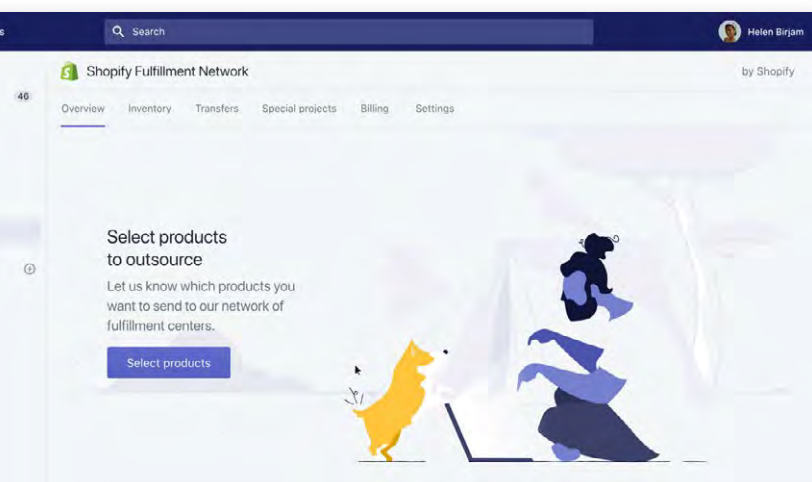 s
Search
Helen Birjam
Shopify Fulfillment Network
by Shopify
46
Overview Inventory Transfers Special projects Billing Settings
Select products
to outsource
Let us know which products you
want to send to our network of
fulfillment centers.
Select products